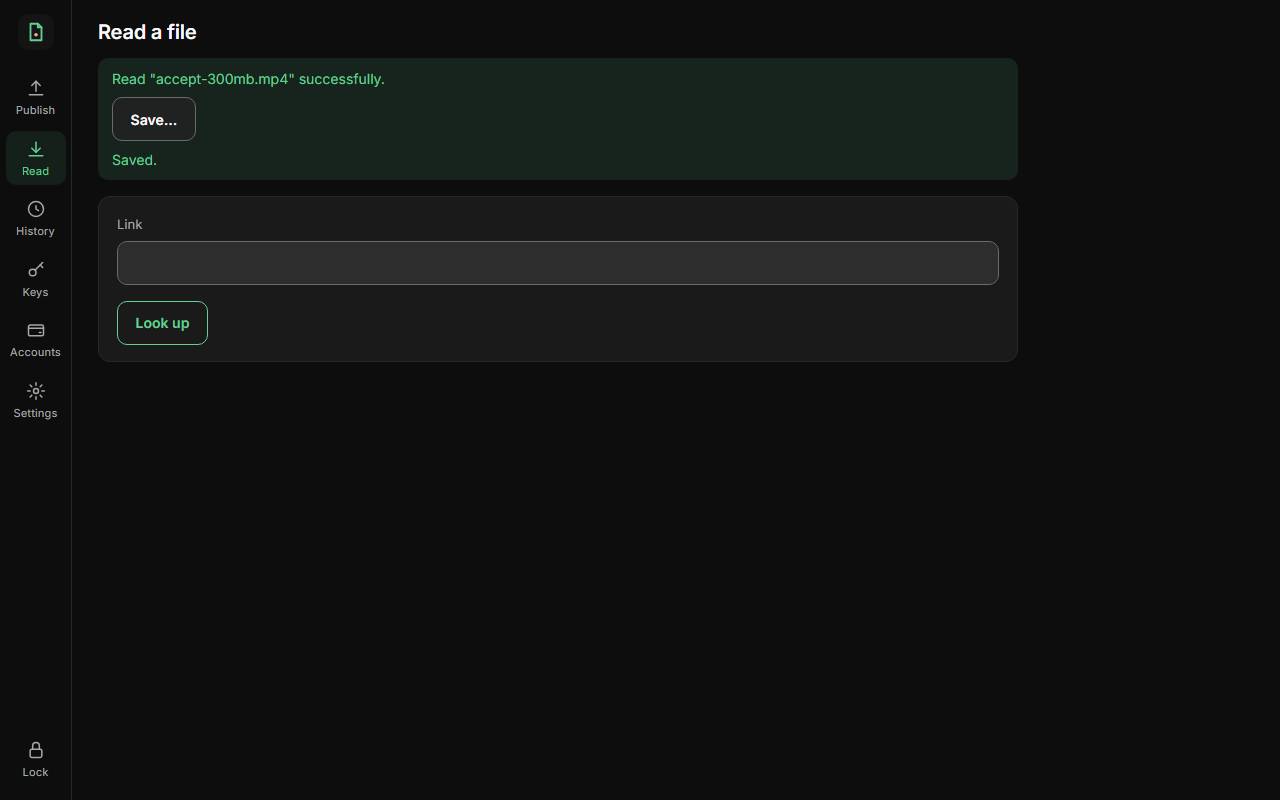 Read a file
Read "accept-300mb.mp4" successfully.
Save...
Saved.
Link
Look up
Publish
Read
History
Keys
Accounts
Settings
Lock